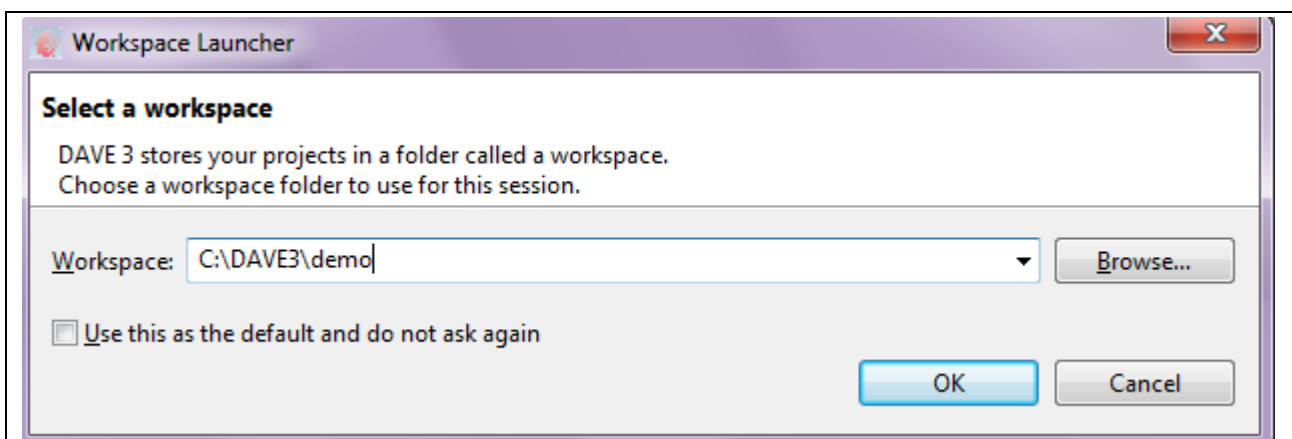 Workspace Launcher
Select a workspace
DAVE 3 stores your projects in a folder called a workspace.
Choose a workspace folder to use for this session.
Workspace: C:\DAVE3\demo Browse...
Use this as the default and do not ask again
OK Cancel